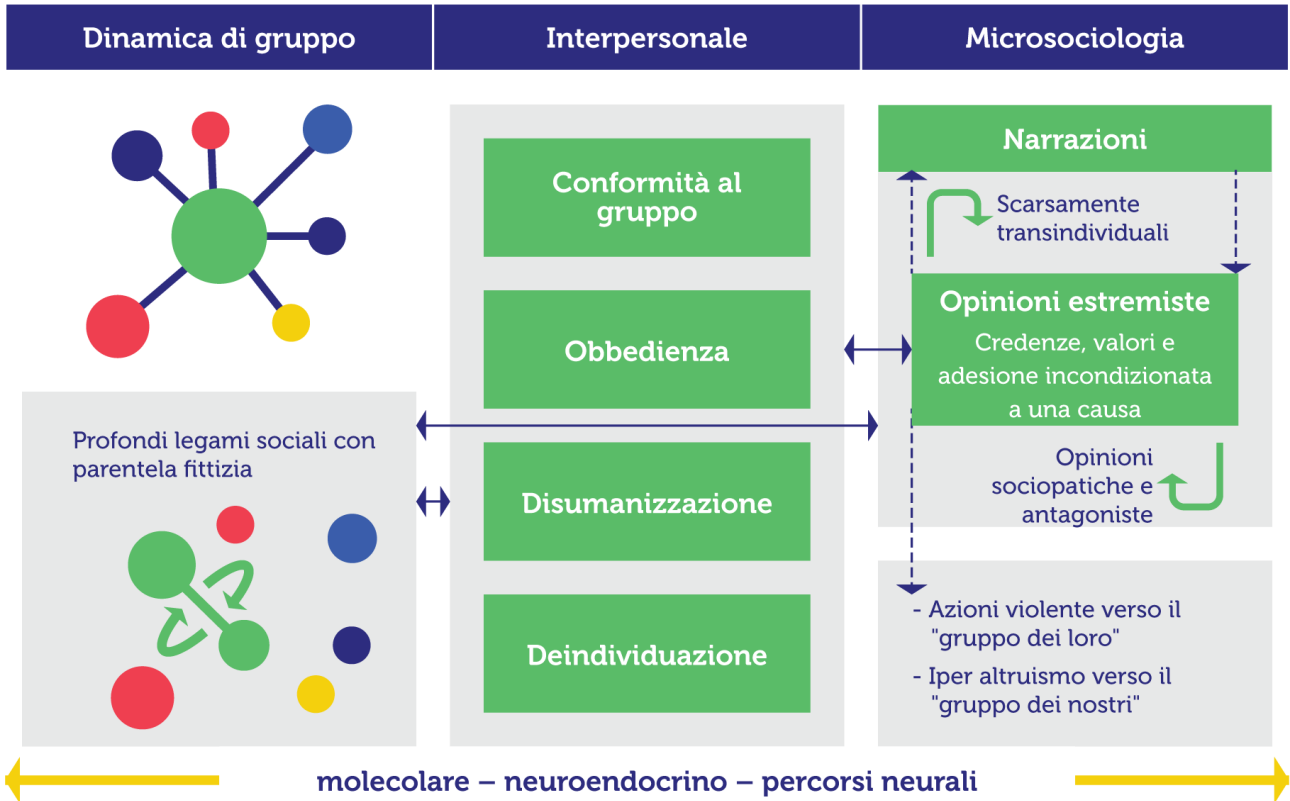 Dinamica di gruppo
Interpersonale
Microsociologia
Profondi legami sociali con
parentela fittizia
Conformità al
gruppo
Obbedienza
Disumanizzazione
Deindividuazione
Narrazioni
Scarsamente
transindividuali
Opinioni estremiste
Credenze, valori e
adesione incondizionata
a una causa
Opinioni
sociopatiche e
antagoniste
- Azioni violente verso il
"gruppo dei loro"
- Iper altruismo verso il
"gruppo dei nostri"
molecolare – neuroendocrino – percorsi neurali